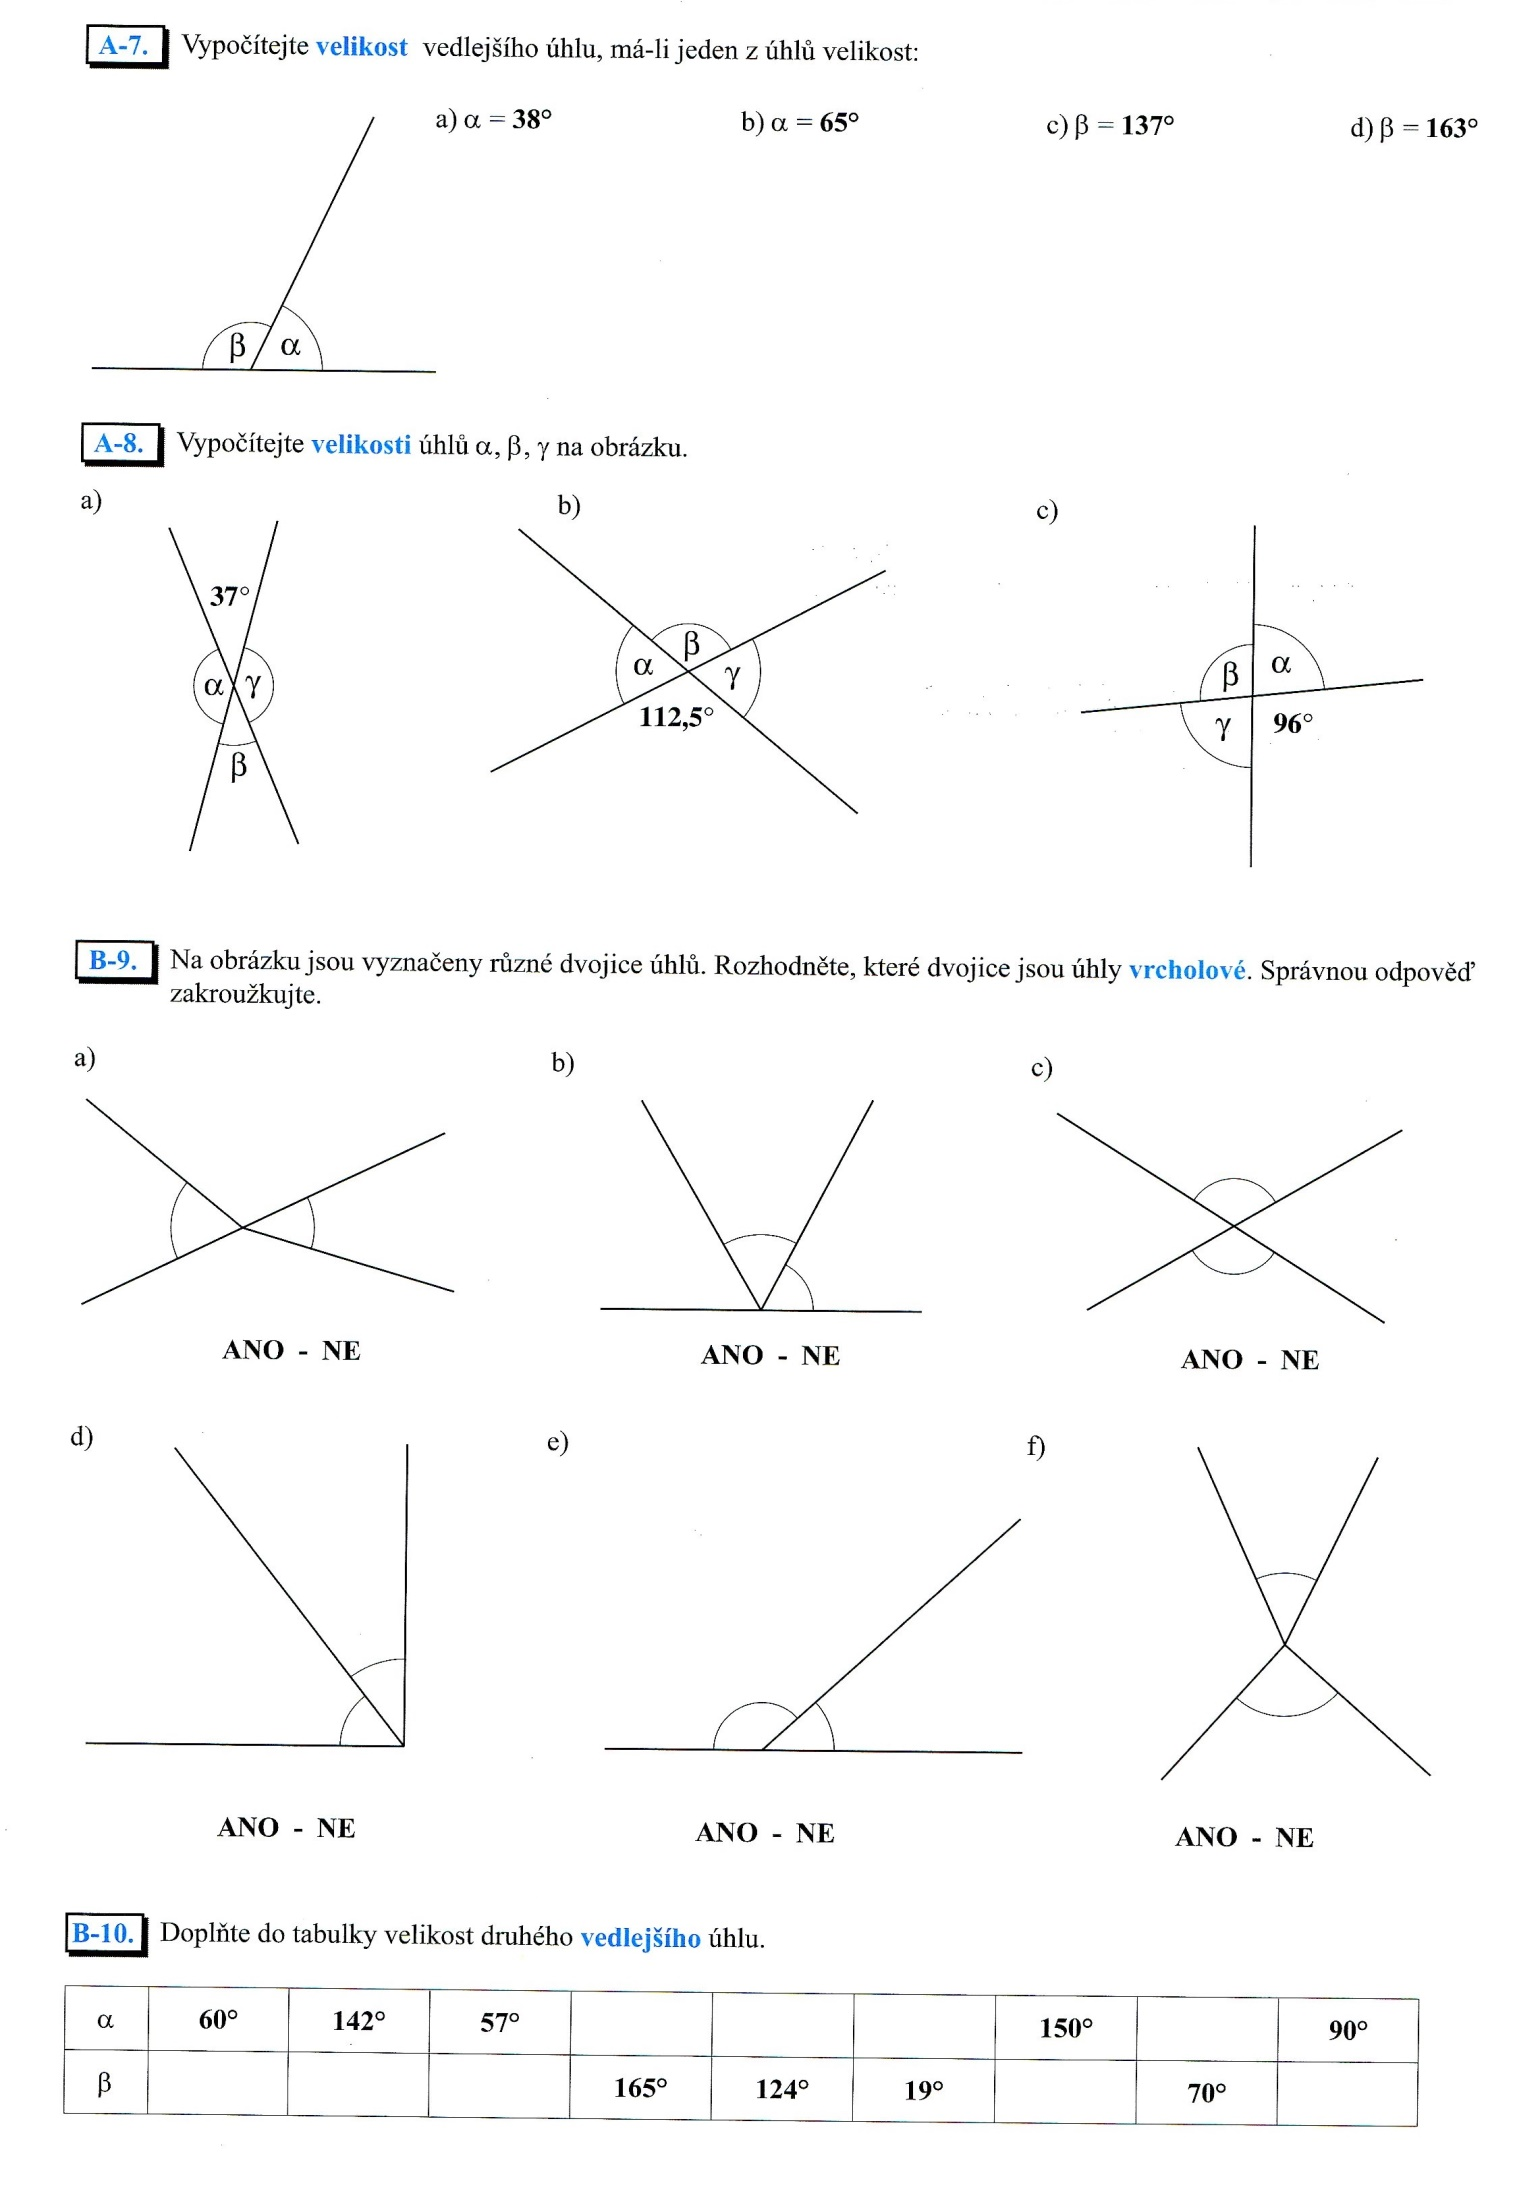 A-7. Vypočítejte velikost vedlejšího úhlu, má-li jeden z úhlů velikost:
a) α = 38° b) α = 65° c) β = 137° d) β = 163°
β α
A-8. Vypočítejte velikosti úhlů α, β, γ na obrázku.
a) b) c)
37°
α γ
β
β
α γ
112,5°
β α
γ 96°
B-9. Na obrázku jsou vyznačeny různé dvojice úhlů. Rozhodněte, které dvojice jsou úhly vrcholové. Správnou odpověď
zakroužkujte.
a) b) c)
ANO - NE ANO - NE ANO - NE
d) e) f)
ANO - NE ANO - NE ANO - NE
B-10. Doplňte do tabulky velikost druhého vedlejšího úhlu.
α 60° 142° 57° 150° 90°
β 165° 124° 19° 70°